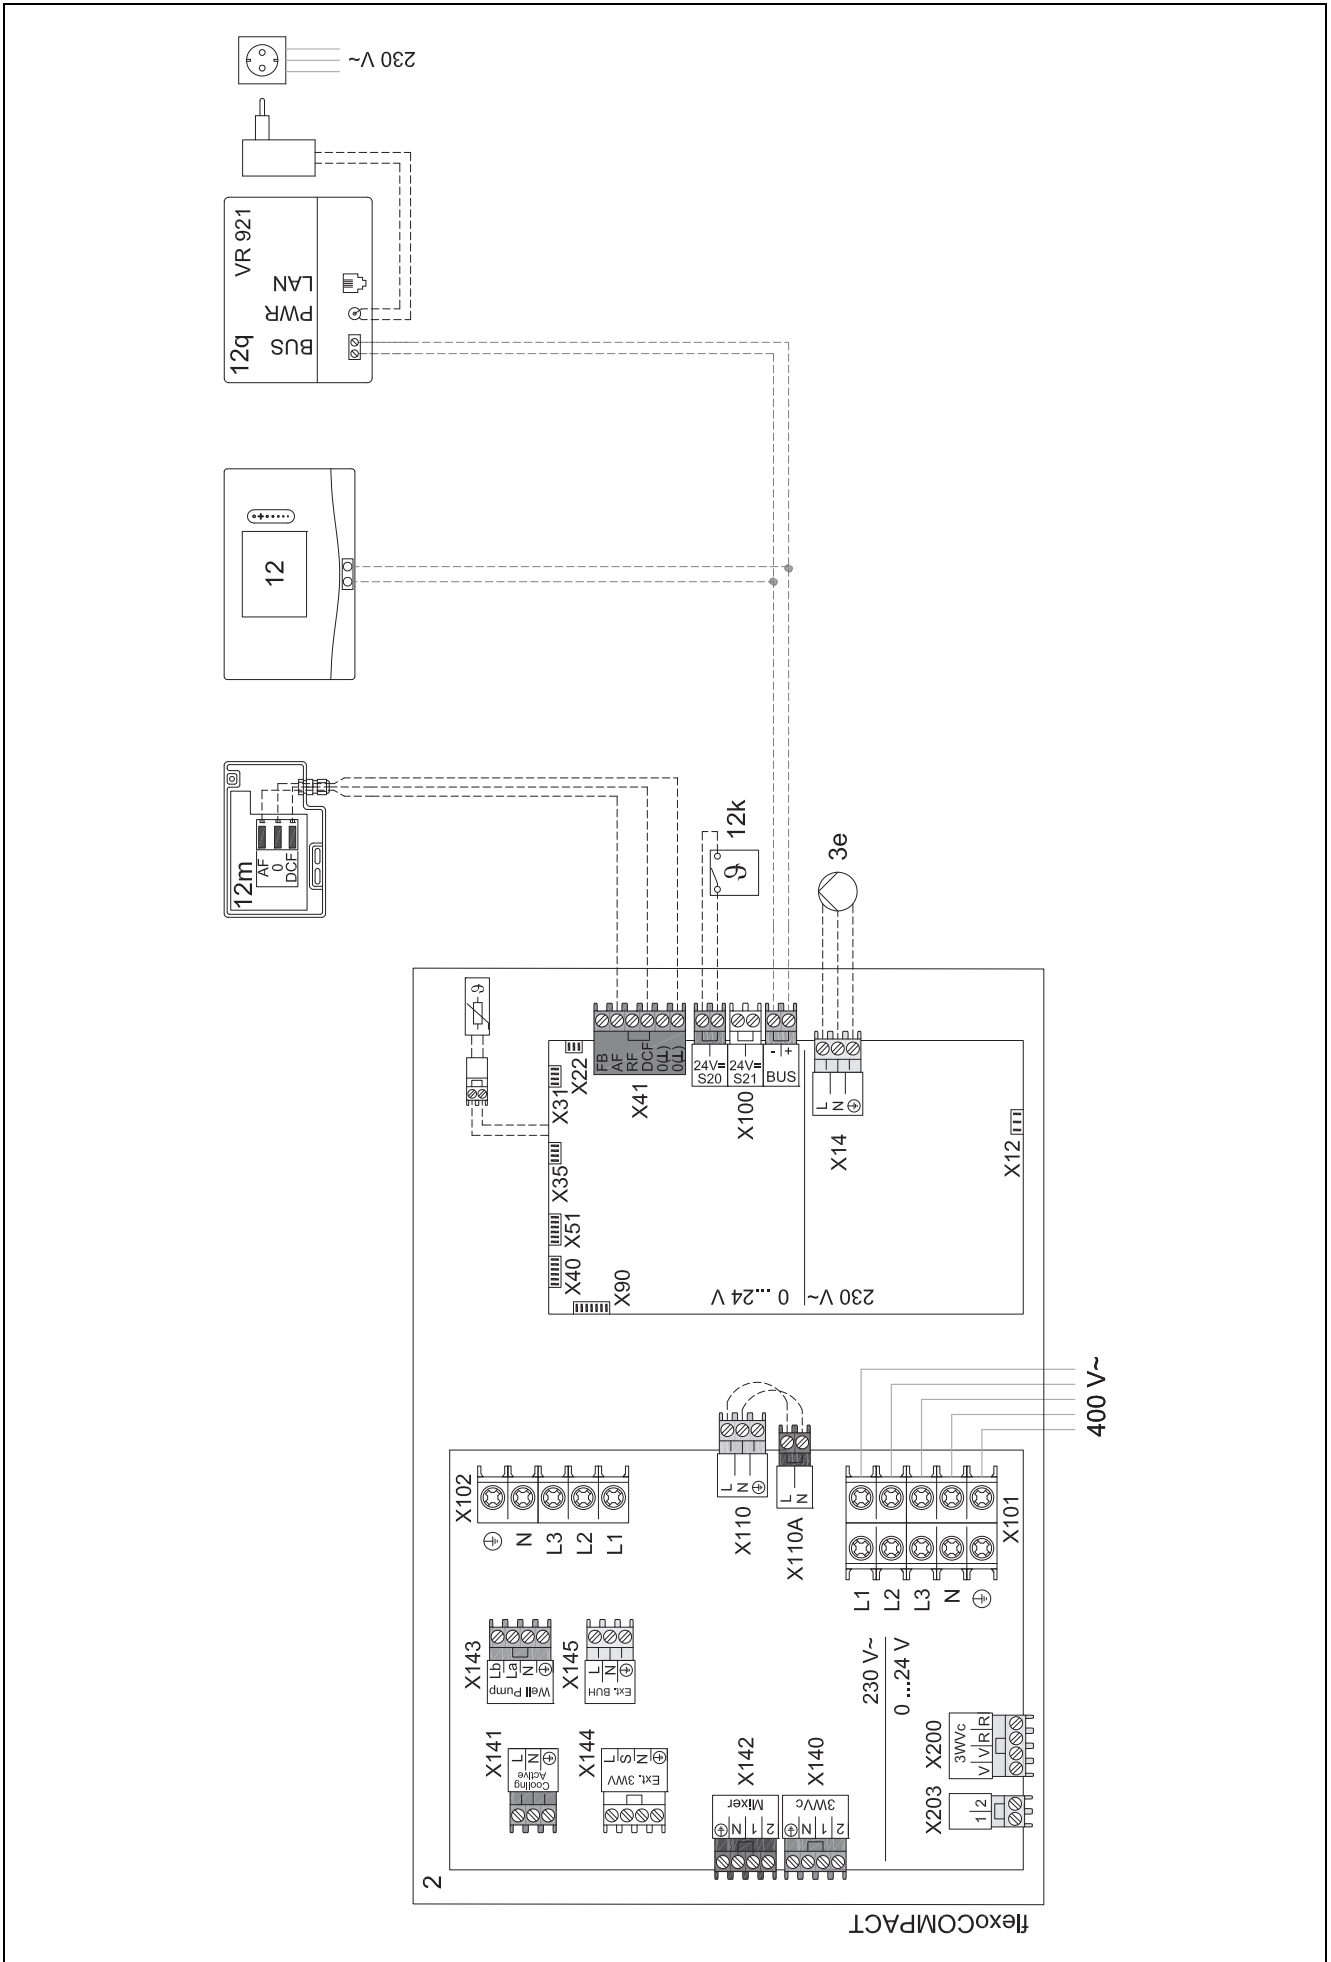 230 V~
VR 921
LAN
PWR
BUS
12q
12
12m
AF
0
DCF
12k
ϑ
3e
ϑ
X22
X31
X35
X51
X40
X90
FB
AF
RF
DCF
0(⊥)
0(⊥)
X41
24V=
S20
24V=
S21
X100
- +
BUS
L
N
X14
X12
0 ...24 V
230 V~
400 V~
X102
N
L3
L2
L1
L
N
X110
L
N
X110A
X101
L1
L2
L3
N
X143
Lb
La
N
Well Pump
X145
L
N
Ext. BUH
X141
L
N
Cooling
Active
X144
L
S
N
Ext. 3WV
X142
Mixer
N
1
2
X140
3WVc
N
1
2
230 V~
0 ...24 V
X200
3WVc
V V R R
X203
1 2
2
flexoCOMPACT